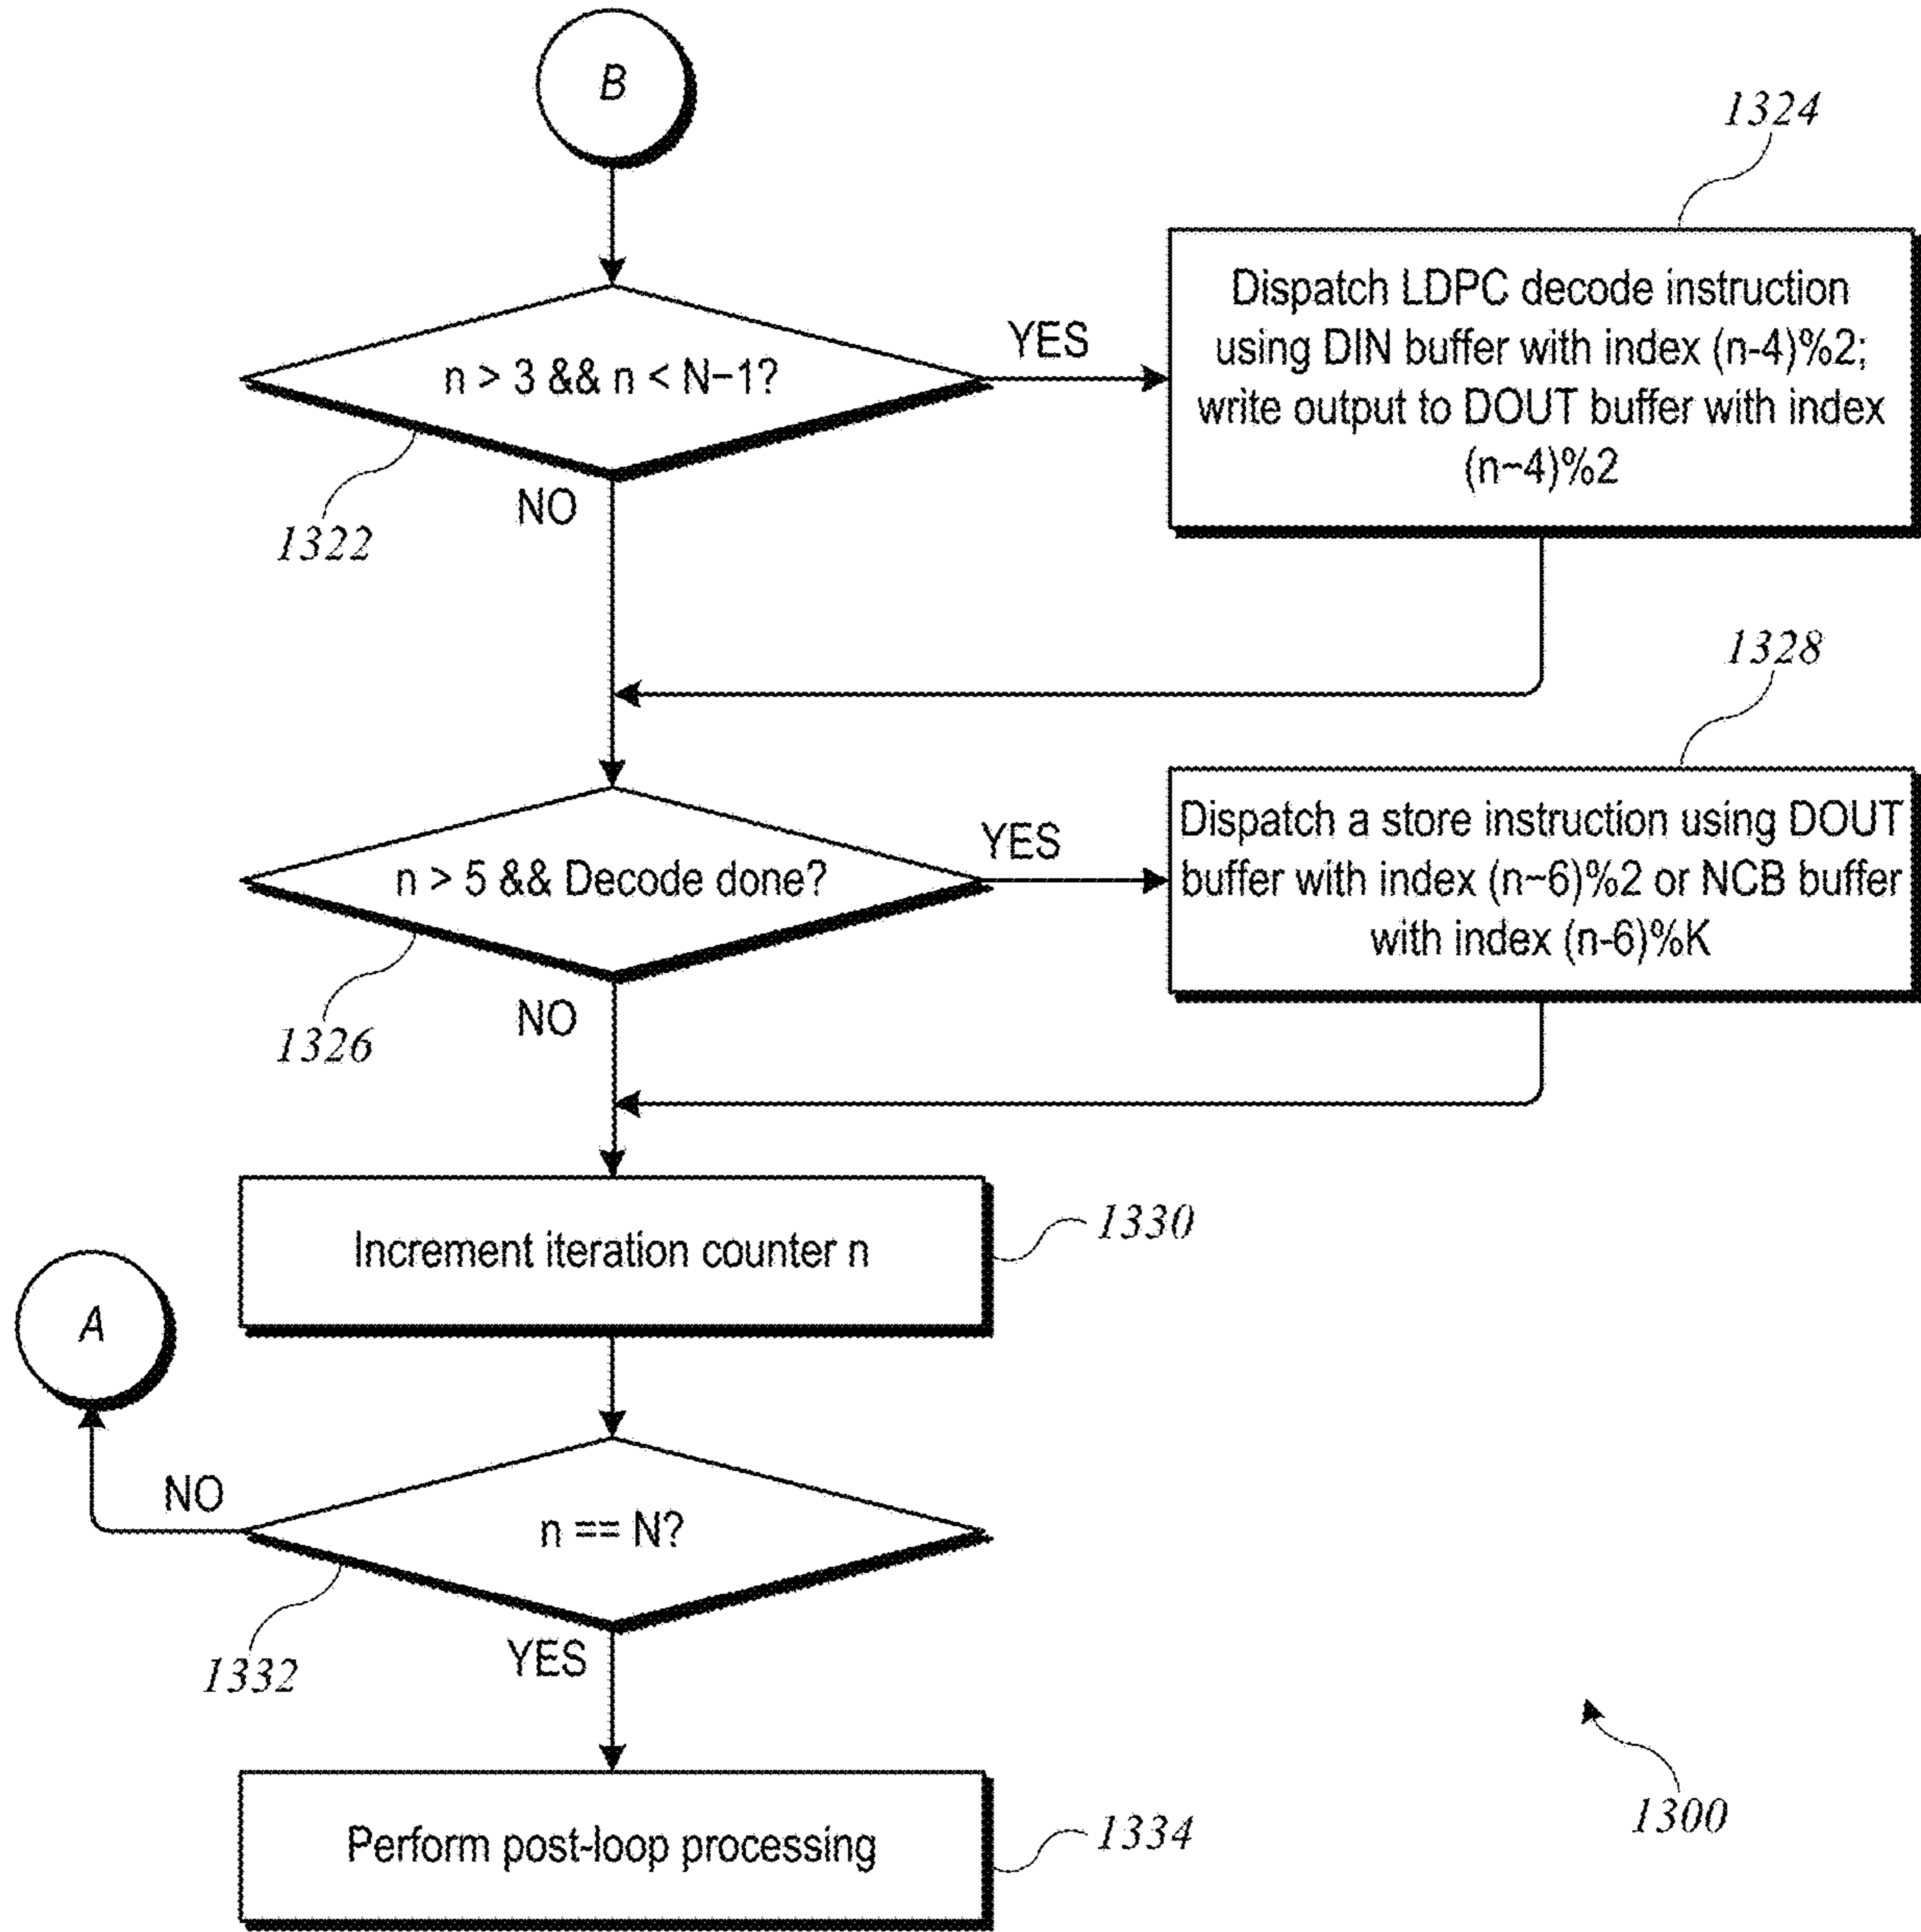 B
1324
n > 3 && n < N−1?
YES
Dispatch LDPC decode instruction
using DIN buffer with index (n-4)%2;
write output to DOUT buffer with index
(n−4)%2
NO
1322
1328
n > 5 && Decode done?
YES
Dispatch a store instruction using DOUT
buffer with index (n−6)%2 or NCB buffer
with index (n-6)%K
NO
1326
Increment iteration counter n
1330
A
NO
n == N?
YES
1332
Perform post-loop processing
1334
1300